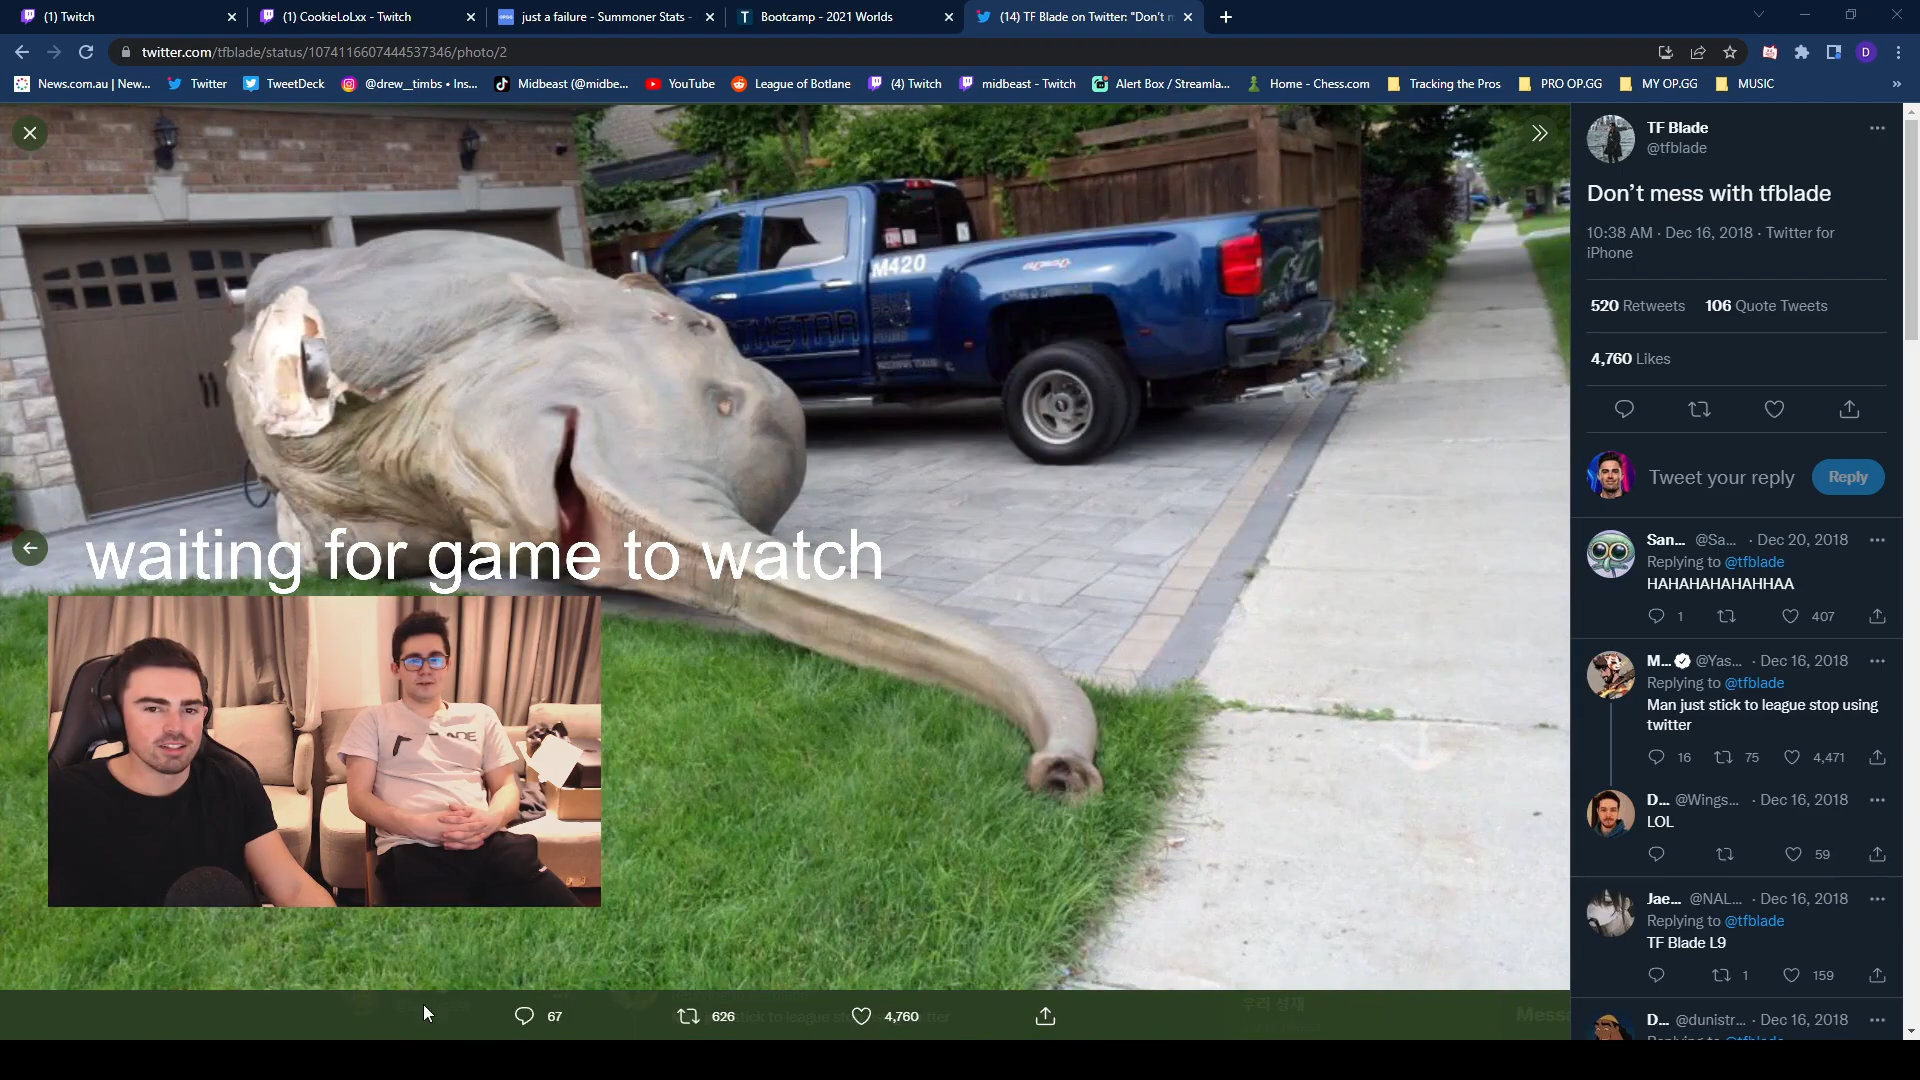 (1) Twitch
(1) CookieLoLxx - Twitch
just a failure - Summoner Stats -
Bootcamp - 2021 Worlds
(14) TF Blade on Twitter: "Don't m
twitter.com/tfblade/status/1074116607444537346/photo/2
D
News.com.au | New...
Twitter
TweetDeck
@drew__timbs • Ins...
Midbeast (@midbe...
YouTube
League of Botlane
(4) Twitch
midbeast - Twitch
Alert Box / Streamla...
Home - Chess.com
Tracking the Pros
PRO OP.GG
MY OP.GG
MUSIC
M420
waiting for game to watch
67
626
4,760
TF Blade
@tfblade
Don't mess with tfblade
10:38 AM · Dec 16, 2018 · Twitter for
iPhone
520 Retweets 106 Quote Tweets
4,760 Likes
Tweet your reply
Reply
San... @Sa... · Dec 20, 2018
Replying to @tfblade
HAHAHAHAHAHHAA
1 407
M... @Yas... · Dec 16, 2018
Replying to @tfblade
Man just stick to league stop using
twitter
16 75 4,471
D... @Wings... · Dec 16, 2018
LOL
59
Jae... @NAL... · Dec 16, 2018
Replying to @tfblade
TF Blade L9
1 159
D... @dunistr... · Dec 16, 2018